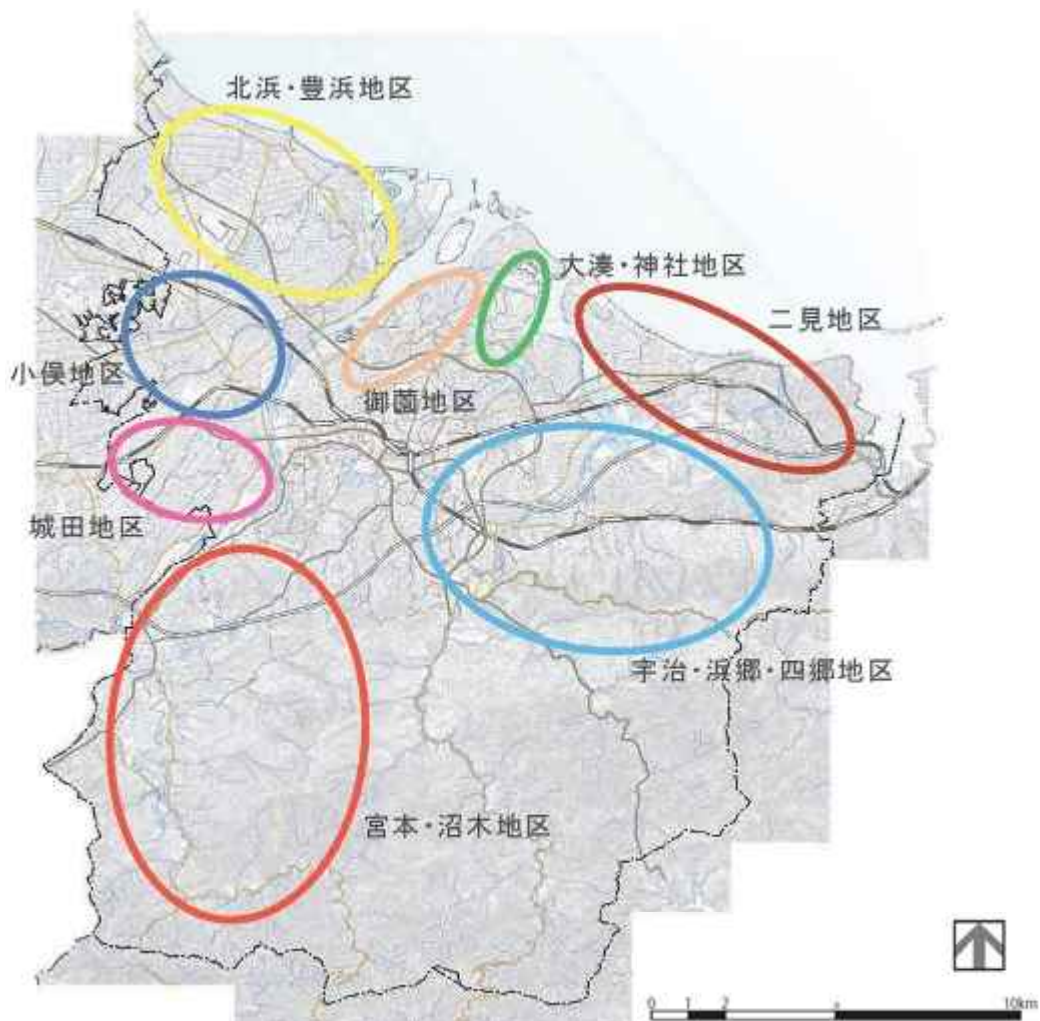 北浜・豊浜地区
大湊・神社地区
二見地区
小俣地区
御薗地区
城田地区
宇治・浜郷・四郷地区
宮本・沼木地区
0 1 2 10km